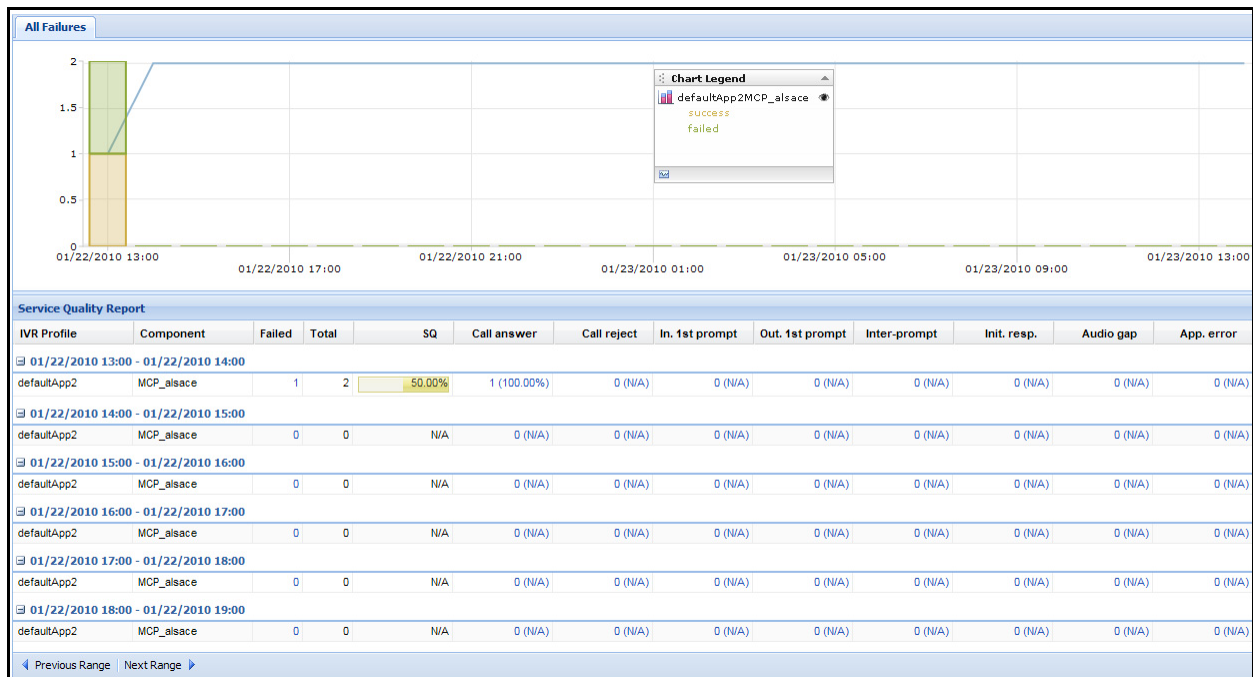 All Failures
2
1.5
1
0.5
0
Chart Legend
defaultApp2MCP_alsace
success
failed
01/22/2010 13:00 01/22/2010 21:00 01/23/2010 05:00 01/23/2010 13:00
01/22/2010 17:00 01/23/2010 01:00 01/23/2010 09:00
Service Quality Report
IVR Profile Component Failed Total SQ Call answer Call reject In. 1st prompt Out. 1st prompt Inter-prompt Init. resp. Audio gap App. error
01/22/2010 13:00 - 01/22/2010 14:00
defaultApp2 MCP_alsace 1 2 50.00% 1 (100.00%) 0 (N/A) 0 (N/A) 0 (N/A) 0 (N/A) 0 (N/A) 0 (N/A) 0 (N/A)
01/22/2010 14:00 - 01/22/2010 15:00
defaultApp2 MCP_alsace 0 0 N/A 0 (N/A) 0 (N/A) 0 (N/A) 0 (N/A) 0 (N/A) 0 (N/A) 0 (N/A) 0 (N/A)
01/22/2010 15:00 - 01/22/2010 16:00
defaultApp2 MCP_alsace 0 0 N/A 0 (N/A) 0 (N/A) 0 (N/A) 0 (N/A) 0 (N/A) 0 (N/A) 0 (N/A) 0 (N/A)
01/22/2010 16:00 - 01/22/2010 17:00
defaultApp2 MCP_alsace 0 0 N/A 0 (N/A) 0 (N/A) 0 (N/A) 0 (N/A) 0 (N/A) 0 (N/A) 0 (N/A) 0 (N/A)
01/22/2010 17:00 - 01/22/2010 18:00
defaultApp2 MCP_alsace 0 0 N/A 0 (N/A) 0 (N/A) 0 (N/A) 0 (N/A) 0 (N/A) 0 (N/A) 0 (N/A) 0 (N/A)
01/22/2010 18:00 - 01/22/2010 19:00
defaultApp2 MCP_alsace 0 0 N/A 0 (N/A) 0 (N/A) 0 (N/A) 0 (N/A) 0 (N/A) 0 (N/A) 0 (N/A) 0 (N/A)
Previous Range Next Range